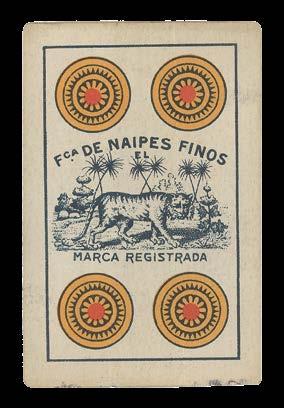 Fca. DE NAIPES FINOS
EL
MARCA REGISTRADA